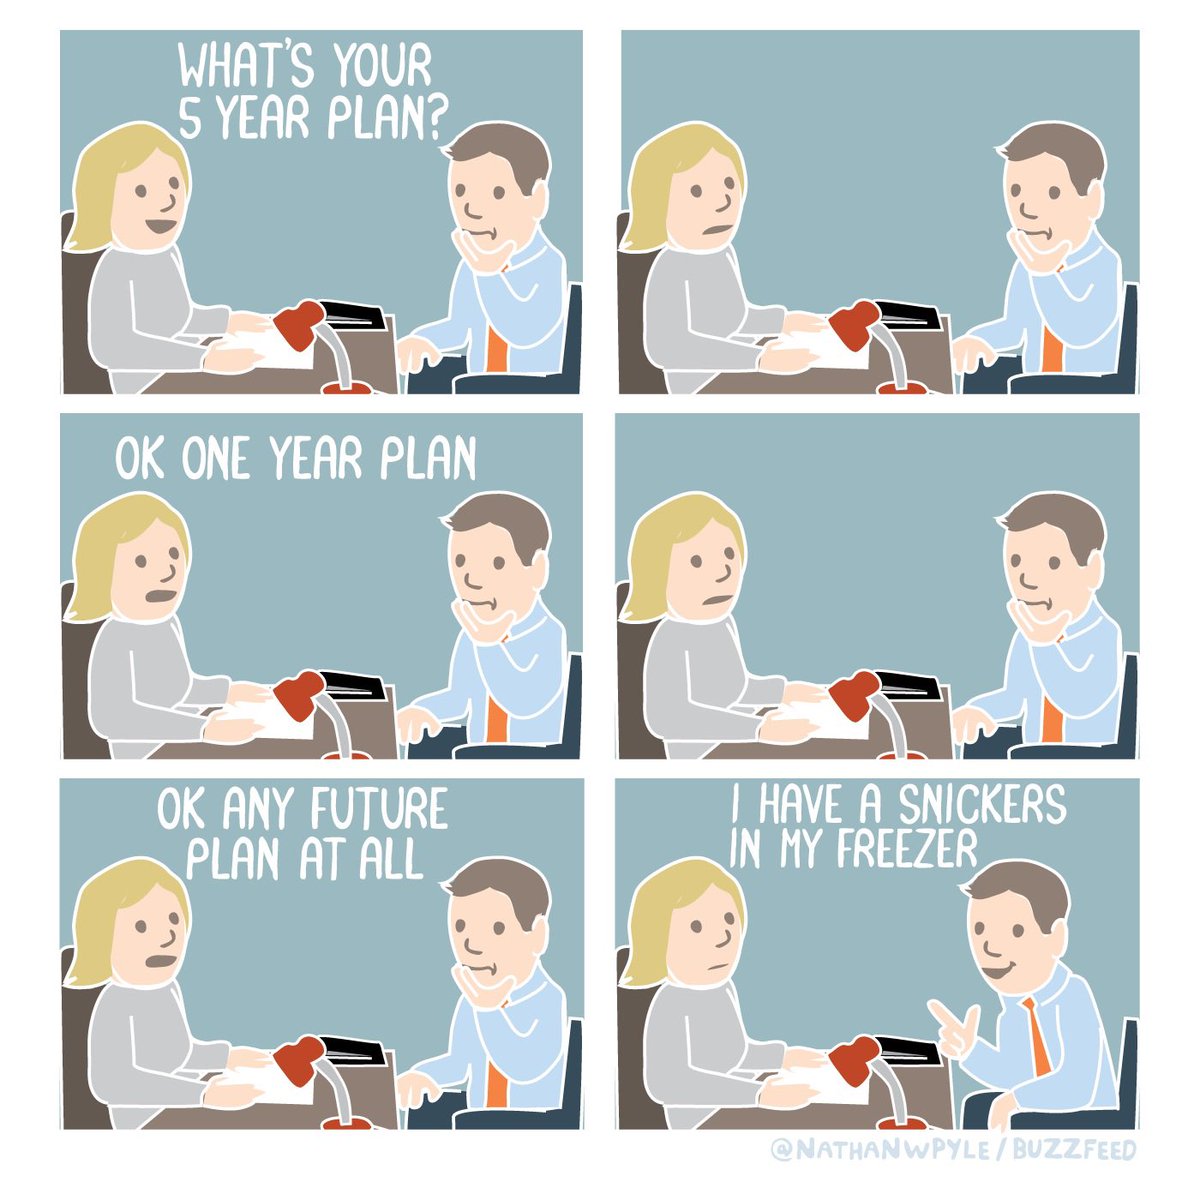 WHAT'S YOUR
5 YEAR PLAN?
OK ONE YEAR PLAN
OK ANY FUTURE
PLAN AT ALL
I HAVE A SNICKERS
IN MY FREEZER
@NATHANWPYLE/BUZZFEED